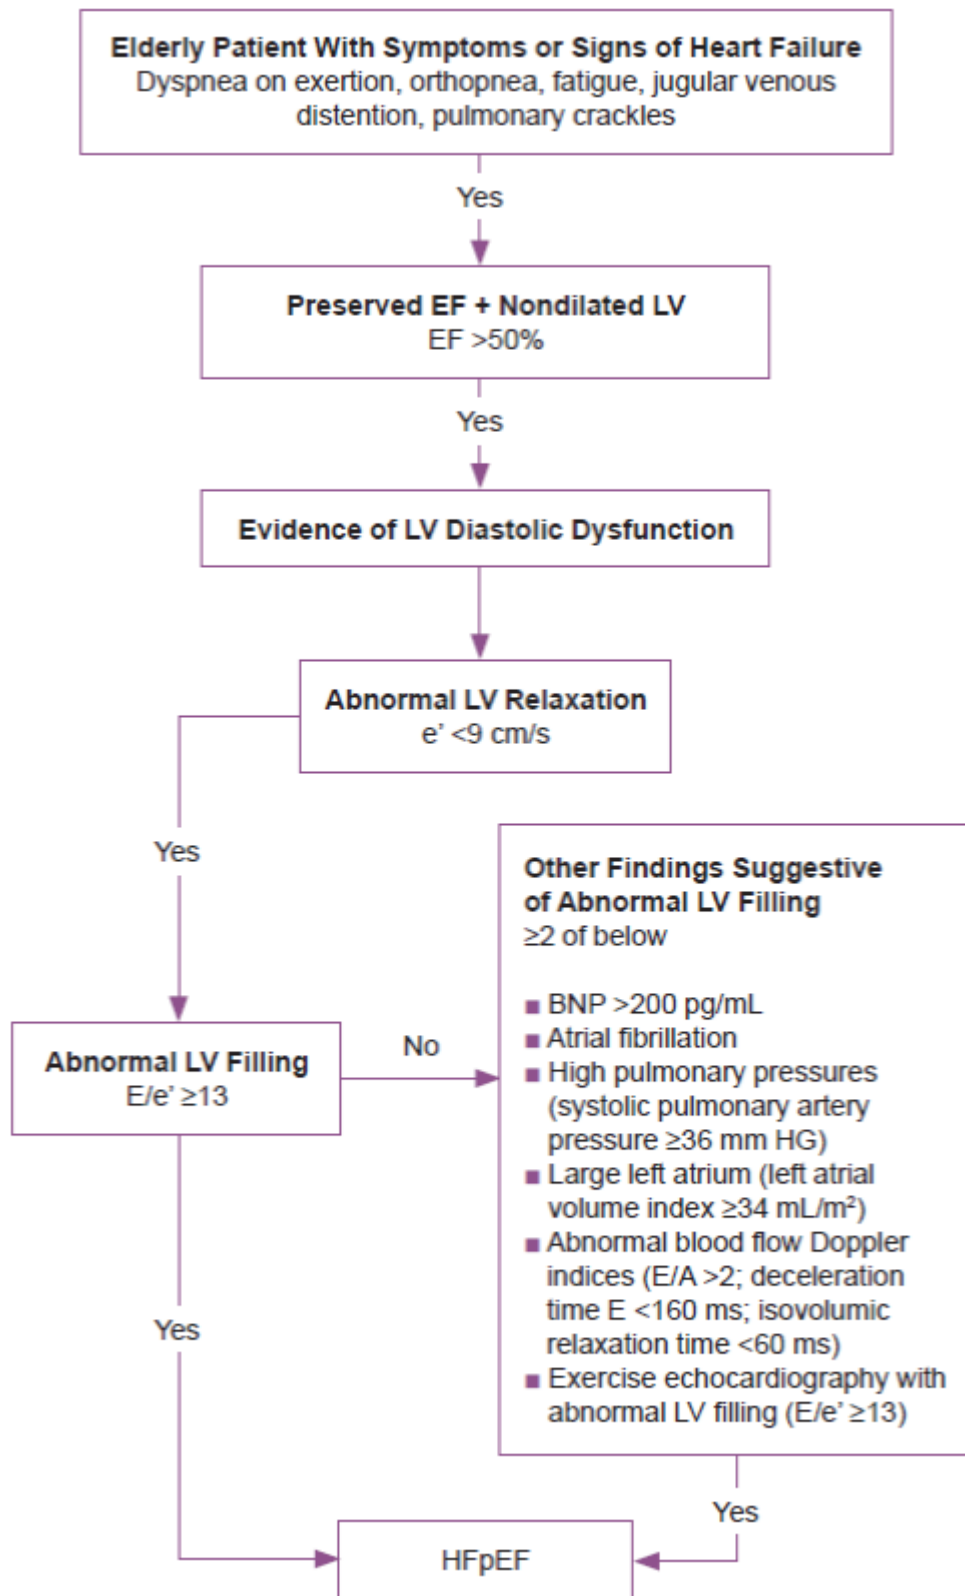 Elderly Patient With Symptoms or Signs of Heart Failure
Dyspnea on exertion, orthopnea, fatigue, jugular venous
distention, pulmonary crackles
Yes
Preserved EF + Nondilated LV
EF >50%
Yes
Evidence of LV Diastolic Dysfunction
Abnormal LV Relaxation
e’ <9 cm/s
Yes
Abnormal LV Filling
E/e’ ≥13
No
Other Findings Suggestive
of Abnormal LV Filling
≥2 of below
■ BNP >200 pg/mL
■ Atrial fibrillation
■ High pulmonary pressures
(systolic pulmonary artery
pressure ≥36 mm HG)
■ Large left atrium (left atrial
volume index ≥34 mL/m²)
■ Abnormal blood flow Doppler
indices (E/A >2; deceleration
time E <160 ms; isovolumic
relaxation time <60 ms)
■ Exercise echocardiography with
abnormal LV filling (E/e’ ≥13)
Yes
Yes
HFpEF